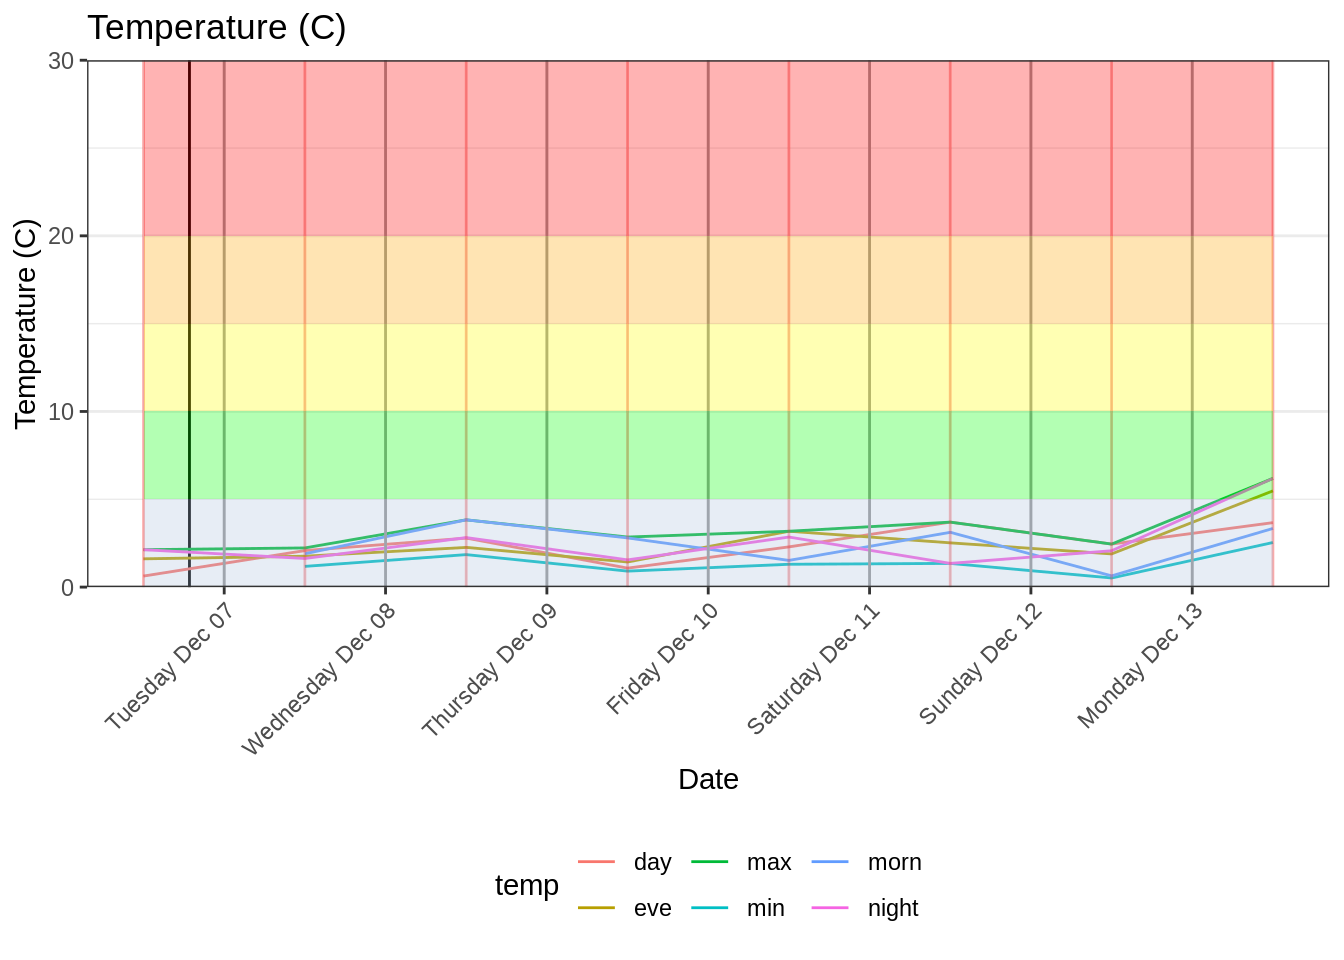 Temperature (C)
Temperature (C)
30
20
10
0
Tuesday Dec 07
Wednesday Dec 08
Thursday Dec 09
Friday Dec 10
Saturday Dec 11
Sunday Dec 12
Monday Dec 13
Date
temp
day
max
morn
eve
min
night